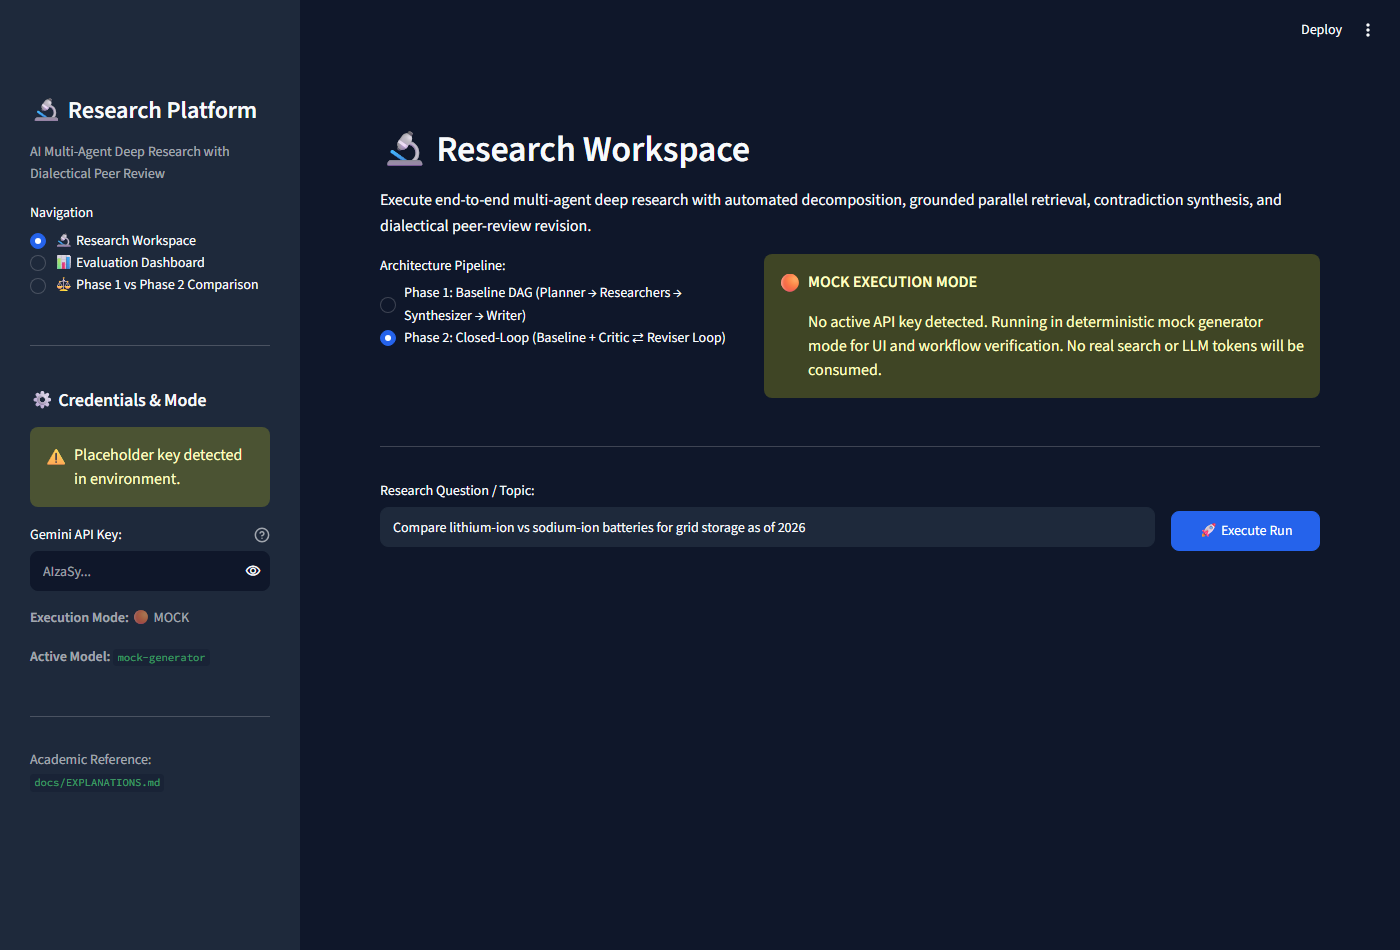 Deploy
Research Platform
AI Multi-Agent Deep Research with
Dialectical Peer Review
Navigation
Research Workspace
Evaluation Dashboard
Phase 1 vs Phase 2 Comparison
Credentials & Mode
Placeholder key detected
in environment.
Gemini API Key:
AIzaSy...
Execution Mode: MOCK
Active Model: mock-generator
Academic Reference:
docs/EXPLANATIONS.md
Research Workspace
Execute end-to-end multi-agent deep research with automated decomposition, grounded parallel retrieval, contradiction synthesis, and
dialectical peer-review revision.
Architecture Pipeline:
Phase 1: Baseline DAG (Planner → Researchers →
Synthesizer → Writer)
Phase 2: Closed-Loop (Baseline + Critic ⇄ Reviser Loop)
MOCK EXECUTION MODE
No active API key detected. Running in deterministic mock generator
mode for UI and workflow verification. No real search or LLM tokens will be
consumed.
Research Question / Topic:
Compare lithium-ion vs sodium-ion batteries for grid storage as of 2026
Execute Run